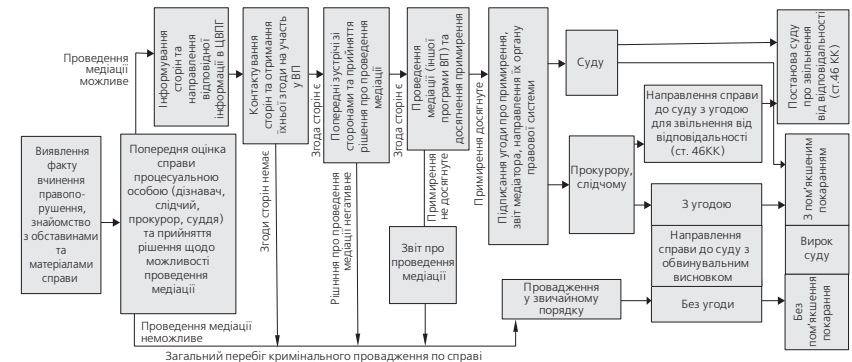 Проведення
медіації
можливе
Виявлення
факту
вчинення
правопо-
рушення,
знайомство
з обставинами
та
матеріалами
справи
Попередня оцінка
справи
процесуальною
особою (дізнавач,
слідчий,
прокурор, суддя)
та прийняття
рішення щодо
можливості
проведення
медіації
Проведення медіації
неможливе
Інформування
сторін та
направлення
відповідної
інформації в ЦВПГ
Контактування
сторін та отримання
їхньої згоди на участь
у ВП
Згоди сторін немає
Згода сторін є
Попередні зустрічі зі
сторонами та прийняття
рішення про проведення
медіації
Рішнння про проведення
медіації негативне
Згода сторін є
Проведення
медіації (іншої
програми ВП) та
досягнення примирення
Примирення
не досягнуте
Звіт про
проведення
медіації
Примирення досягнуте
Підписання угоди про примирення,
звіт медіатора, направлення їх органу
правової системи
Суду
Прокурору,
слідчому
Направлення справи
до суду з угодою
для звільнення від
відповідальності
(ст. 46КК)
З угодою
Направлення
справи до суду з
обвинувальним
висновком
Без угоди
Провадження
у звичайному
порядку
Постанова суду
про звільнення
від відповідальності
(ст.46 КК)
З пом’якшеним
покаранням
Вирок
суду
Без
пом’якшення
покарання
Загальний перебіг кримінального провадження по справі